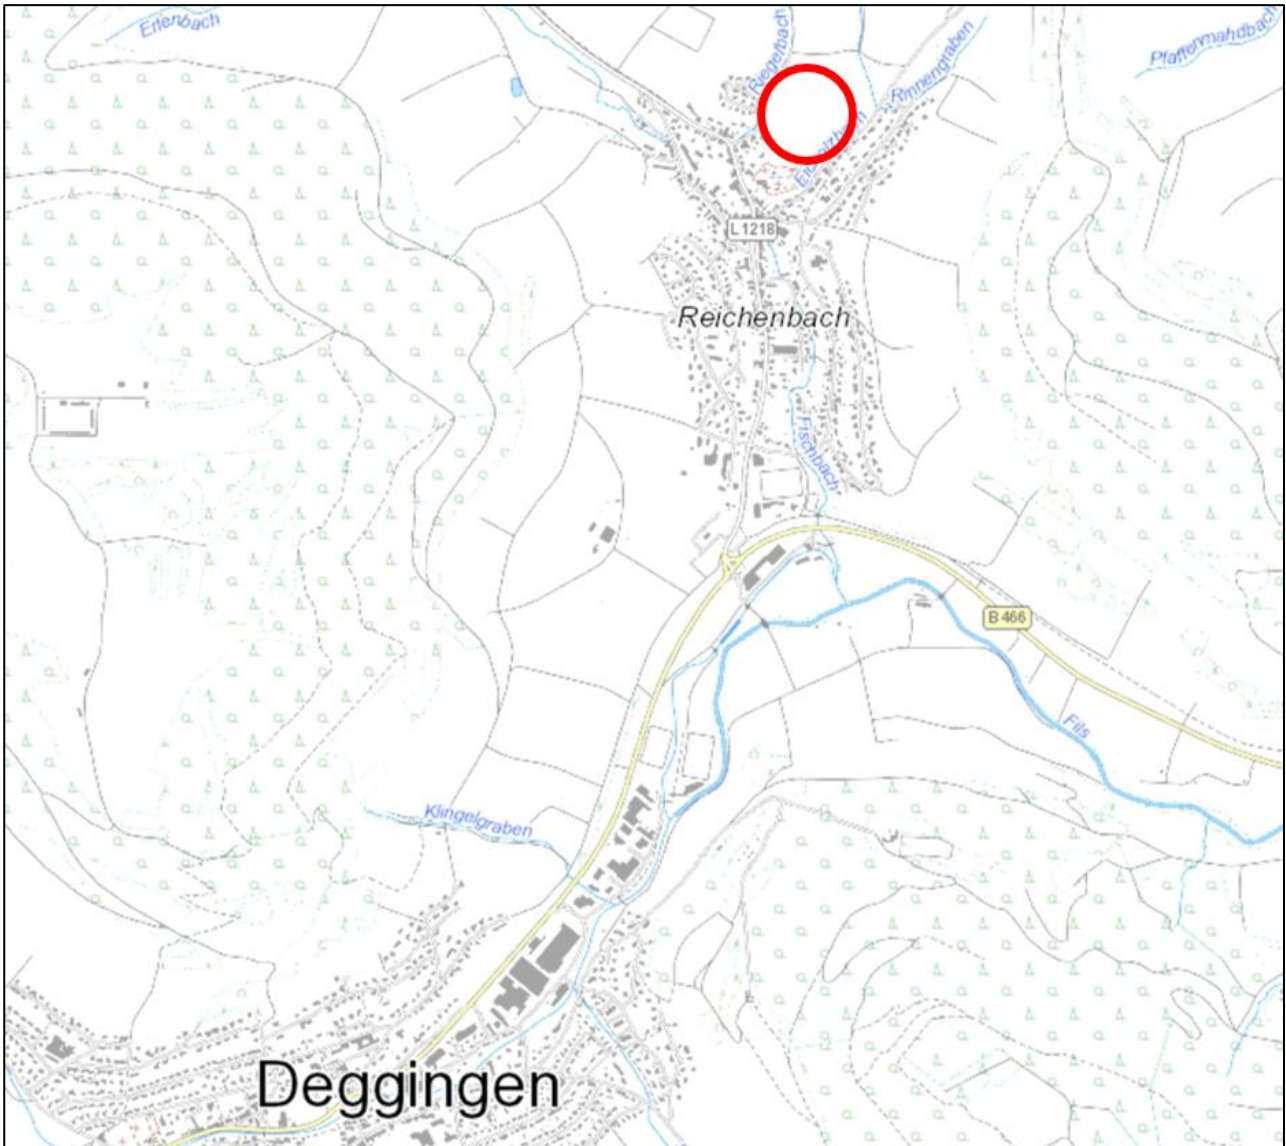 Erlenbach
Riegelbach
Rinnengraben
Pfaffenmahdbach
L 1218
Reichenbach
Fischbach
B 466
Fils
Klingelgraben
Deggingen